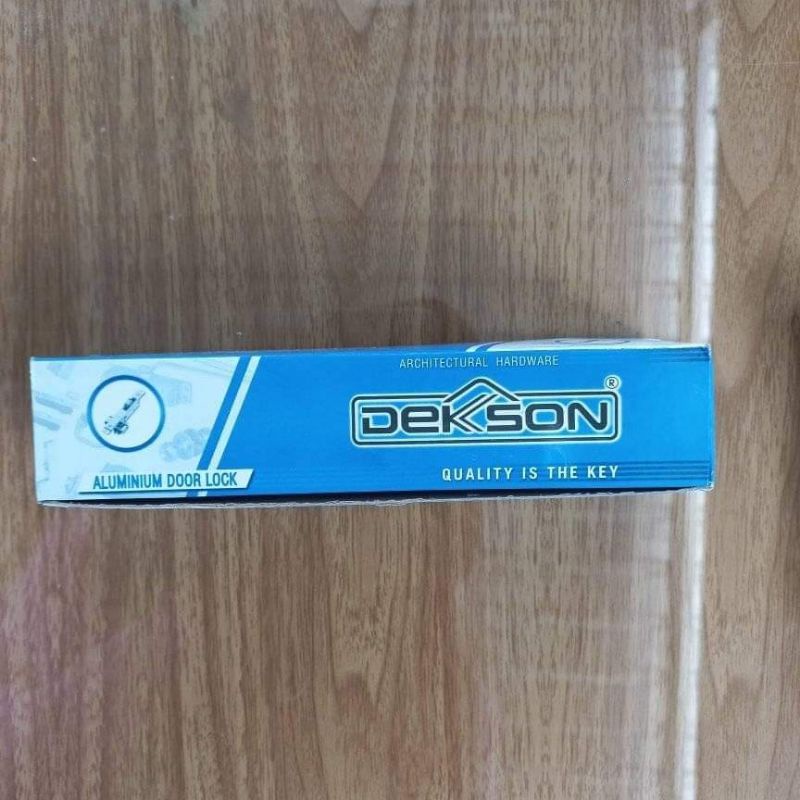 ARCHITECTURAL HARDWARE
DEKSON®
QUALITY IS THE KEY
ALUMINIUM DOOR LOCK